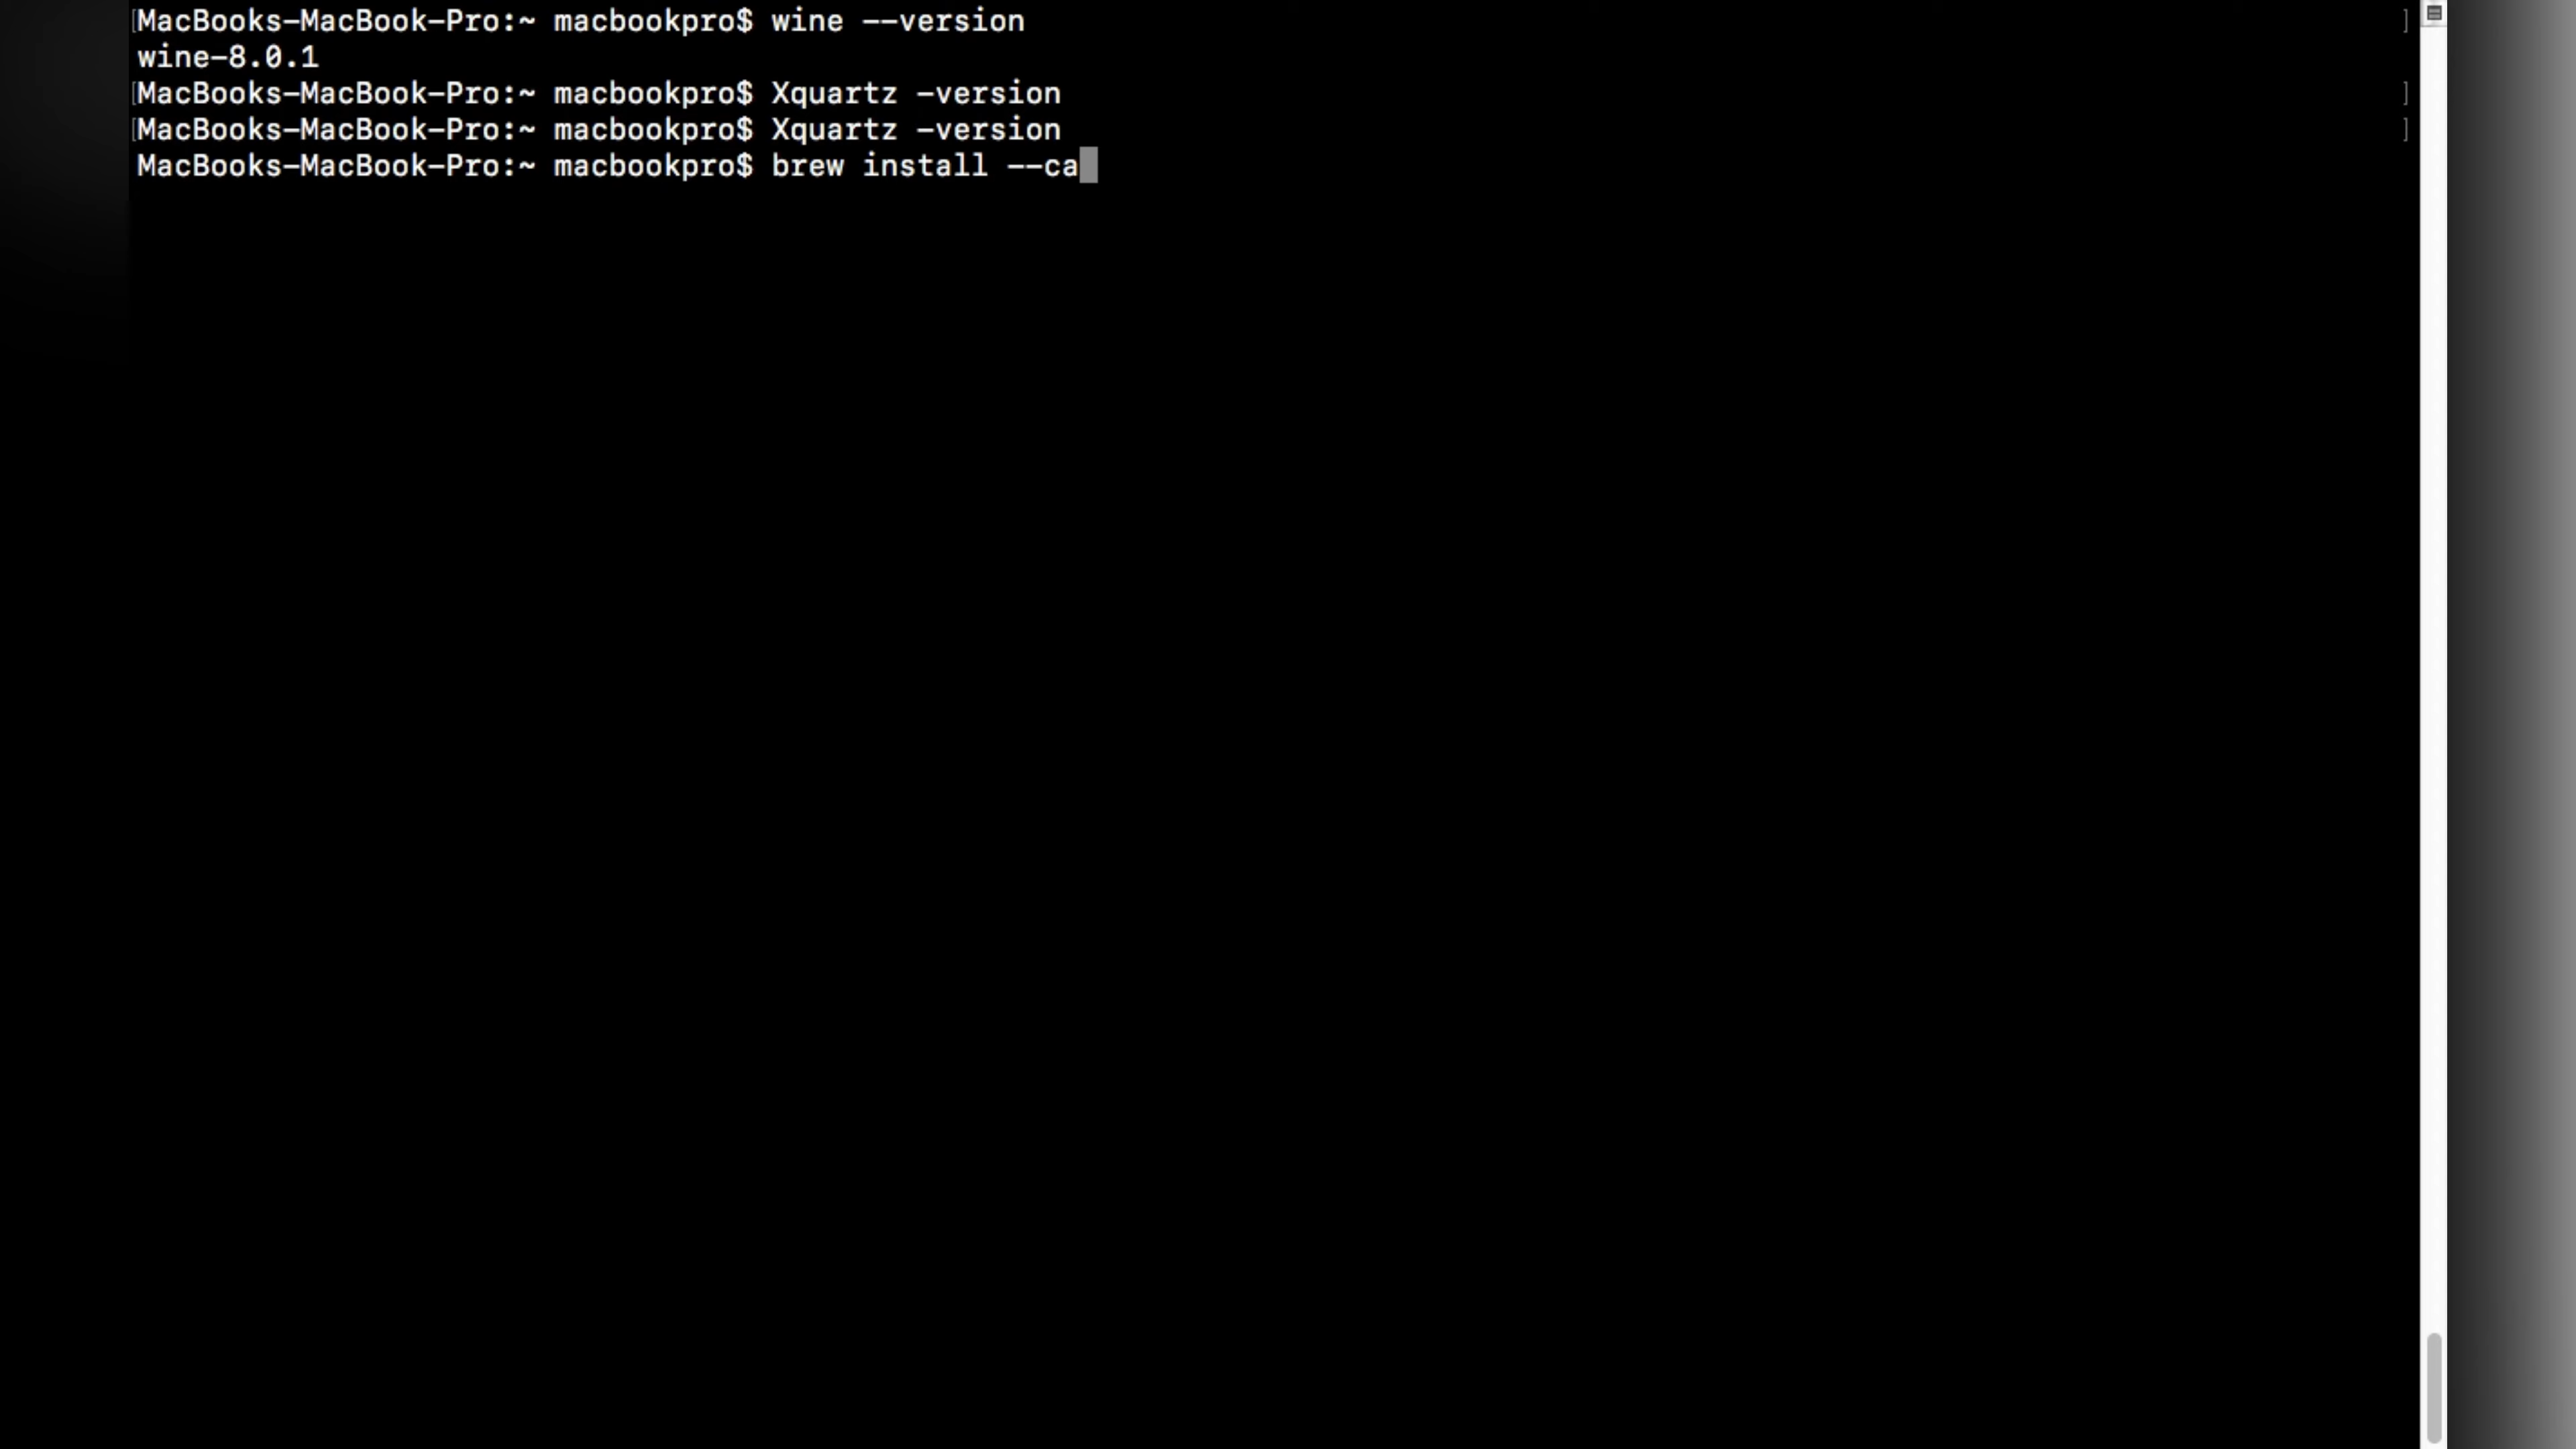 [MacBooks-MacBook-Pro:~ macbookpro$ wine --version ]
wine-8.0.1
[MacBooks-MacBook-Pro:~ macbookpro$ Xquartz -version ]
[MacBooks-MacBook-Pro:~ macbookpro$ Xquartz -version ]
MacBooks-MacBook-Pro:~ macbookpro$ brew install --ca